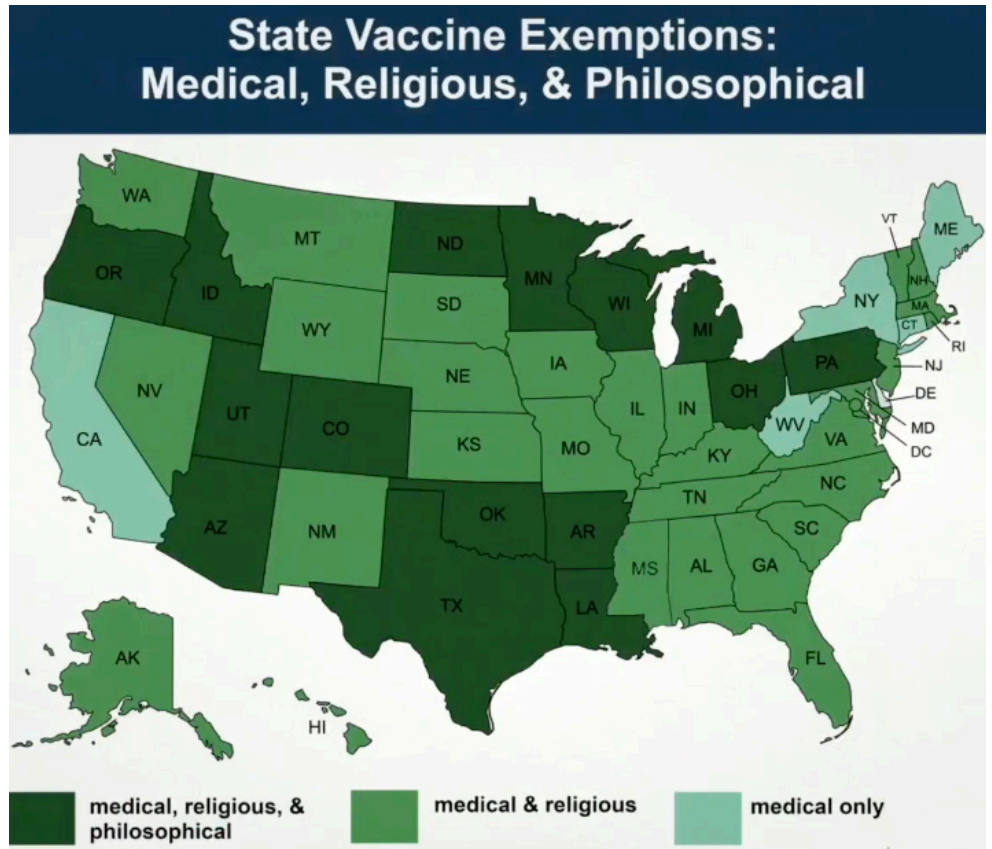 State Vaccine Exemptions:
Medical, Religious, & Philosophical
WA
MT
ND
MN
VT
ME
OR
ID
SD
WI
MI
NY
NH
MA
CT
RI
WY
IA
PA
NJ
NV
NE
OH
DE
UT
CO
IL
IN
WV
MD
CA
KS
MO
KY
VA
DC
AZ
NM
OK
AR
TN
NC
SC
MS
AL
GA
TX
LA
FL
AK
HI
medical, religious, &
philosophical
medical & religious
medical only